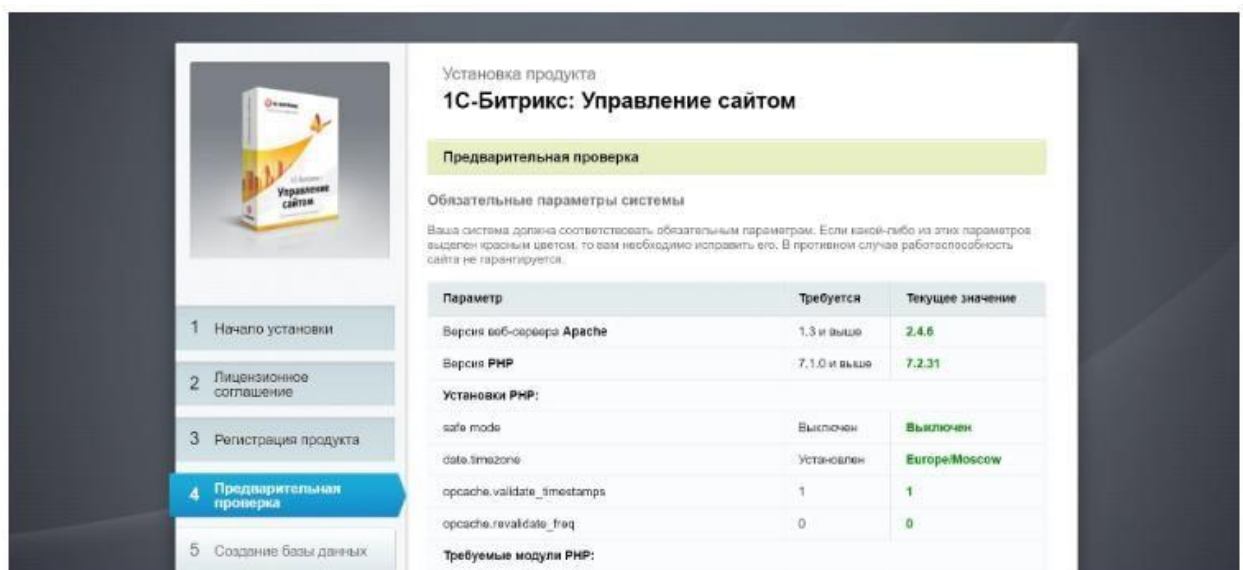 Установка продукта
1С-Битрикс: Управление сайтом
Управление
сайтом
Предварительная проверка
Обязательные параметры системы
Ваша система должна соответствовать обязательным параметрам. Если какой-либо из этих параметров
выделен красным цветом, то вам необходимо исправить его. В противном случае работоспособность
сайта не гарантируется.
Параметр Требуется Текущее значение
Версия веб-сервера Apache 1.3 и выше 2.4.6
Версия PHP 7.1.0 и выше 7.2.31
Установки PHP:
safe mode Выключен Выключен
date.timezone Установлен Europe/Moscow
opcache.validate_timestamps 1 1
opcache.revalidate_freq 0 0
Требуемые модули PHP:
1 Начало установки
2 Лицензионное
соглашение
3 Регистрация продукта
4 Предварительная
проверка
5 Создание базы данных